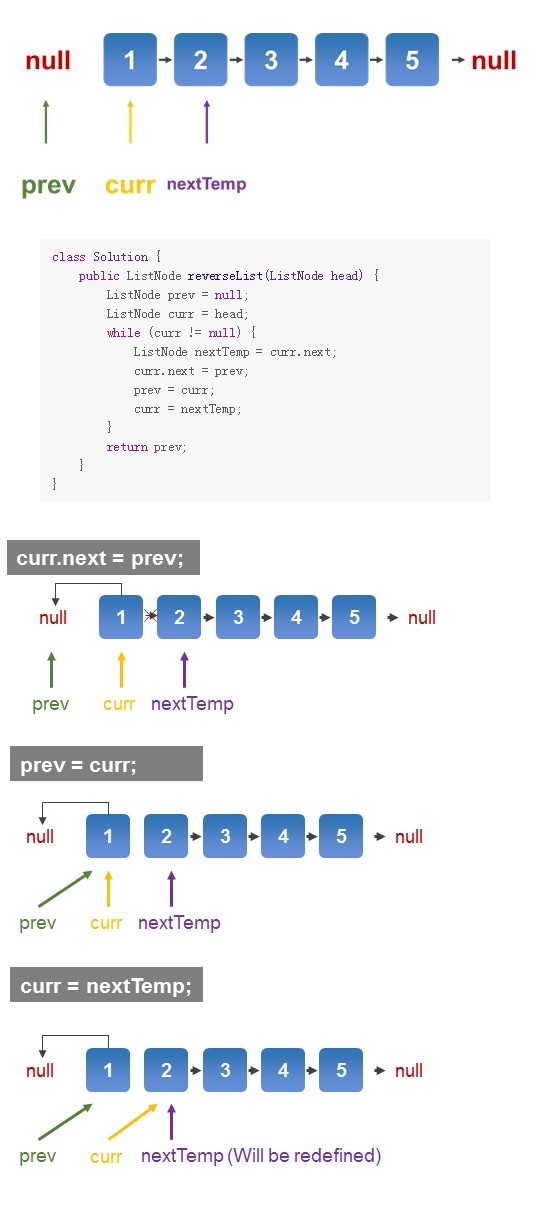 null 1 2 3 4 5 null
prev curr nextTemp
class Solution {
    public ListNode reverseList(ListNode head) {
        ListNode prev = null;
        ListNode curr = head;
        while (curr != null) {
            ListNode nextTemp = curr.next;
            curr.next = prev;
            prev = curr;
            curr = nextTemp;
        }
        return prev;
    }
}
curr.next = prev;
null 1 2 3 4 5 null
prev curr nextTemp
prev = curr;
null 1 2 3 4 5 null
prev curr nextTemp
curr = nextTemp;
null 1 2 3 4 5 null
prev curr nextTemp (Will be redefined)